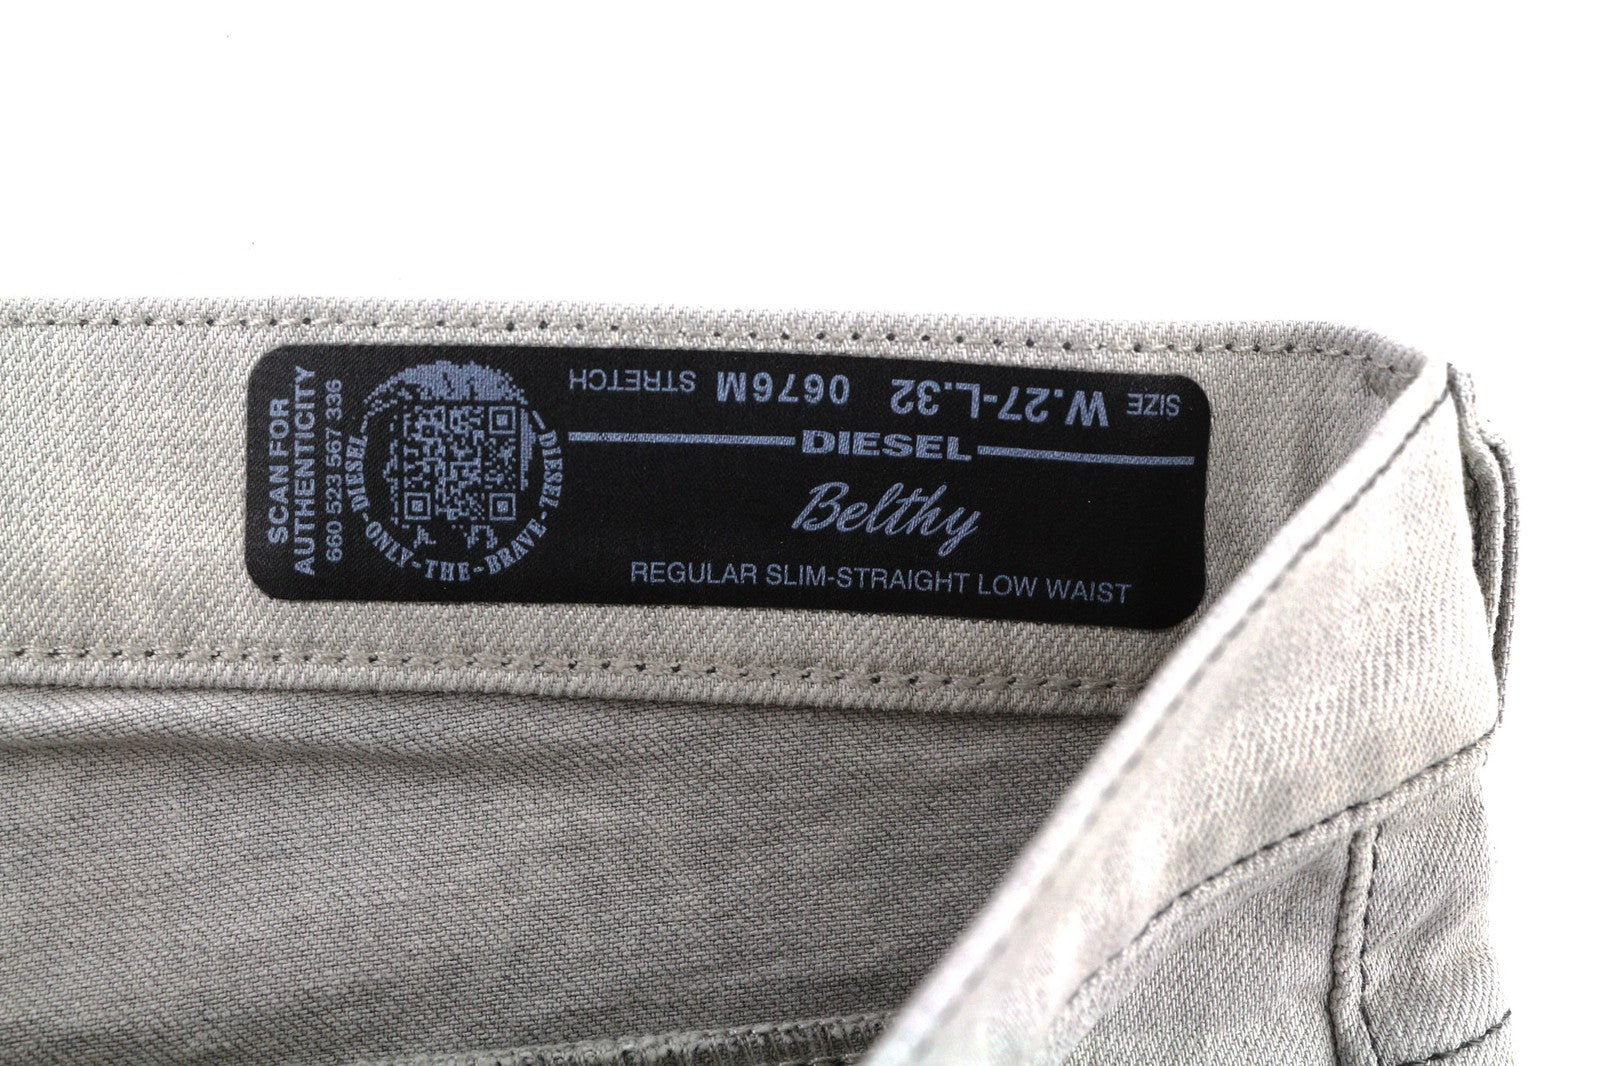 SCAN FOR
AUTHENTICITY
660 523 5667 336
DIESEL-ONLY-THE-BRAVE-DIESEL
SIZE W.27-L.32 0676M STRETCH
DIESEL
Belthy
REGULAR SLIM-STRAIGHT LOW WAIST